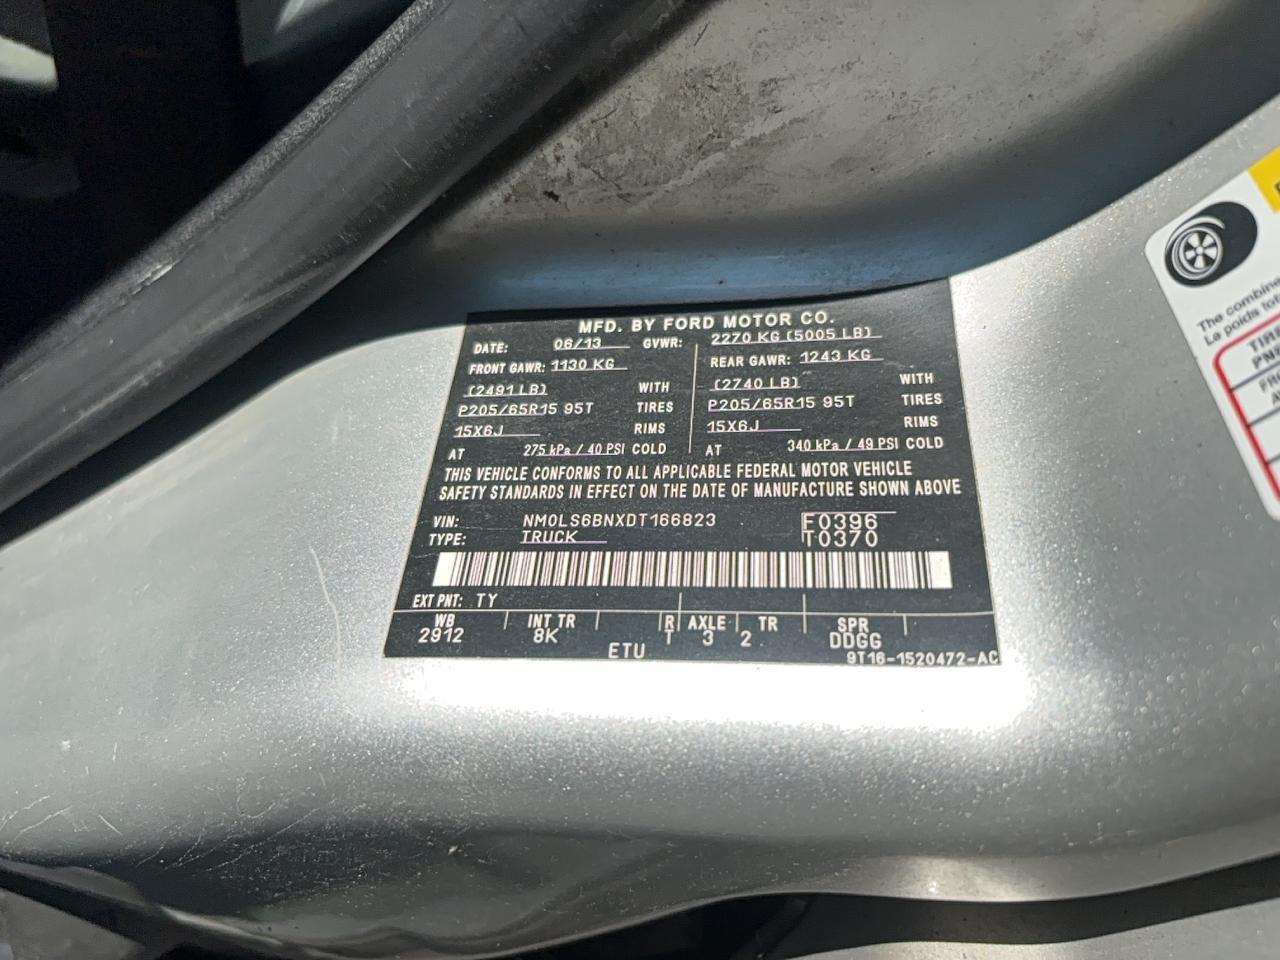 MFD. BY FORD MOTOR CO.
DATE: 06/13 GVWR: 2270 KG (5005 LB)
FRONT GAWR: 1130 KG REAR GAWR: 1243 KG
(2491 LB) WITH (2740 LB) WITH
P205/65R15 95T TIRES P205/65R15 95T TIRES
15X6J RIMS 15X6J RIMS
AT 275 kPa / 40 PSI COLD AT 340 kPa / 49 PSI COLD
THIS VEHICLE CONFORMS TO ALL APPLICABLE FEDERAL MOTOR VEHICLE
SAFETY STANDARDS IN EFFECT ON THE DATE OF MANUFACTURE SHOWN ABOVE
VIN: NM0LS6BNXDT166823 F0396
TYPE: TRUCK T0370
EXT PNT: TY
WB INT TR R AXLE TR SPR
2912 8K T 3 2 DDGG
ETU 9T16-1520472-AC
The combine
Le poids tot